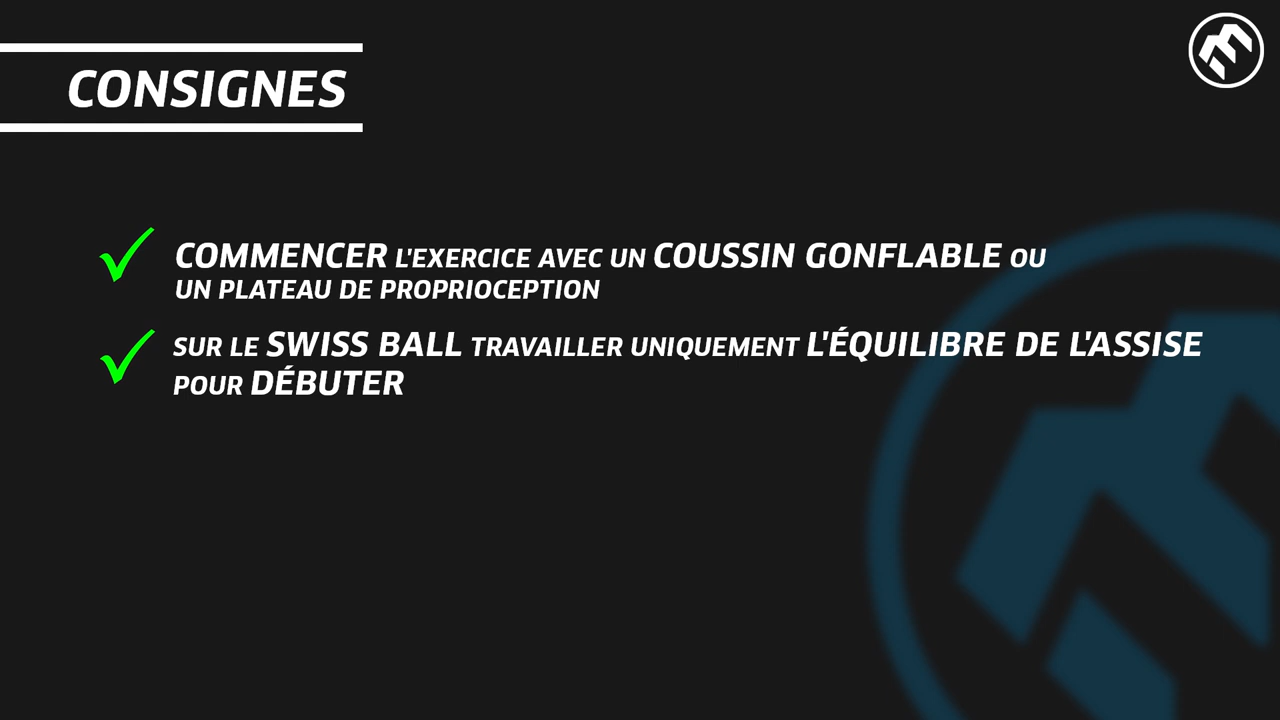 CONSIGNES
COMMENCER L'EXERCICE AVEC UN COUSSIN GONFLABLE OU
UN PLATEAU DE PROPRIOCEPTION
SUR LE SWISS BALL TRAVAILLER UNIQUEMENT L'ÉQUILIBRE DE L'ASSISE
POUR DÉBUTER